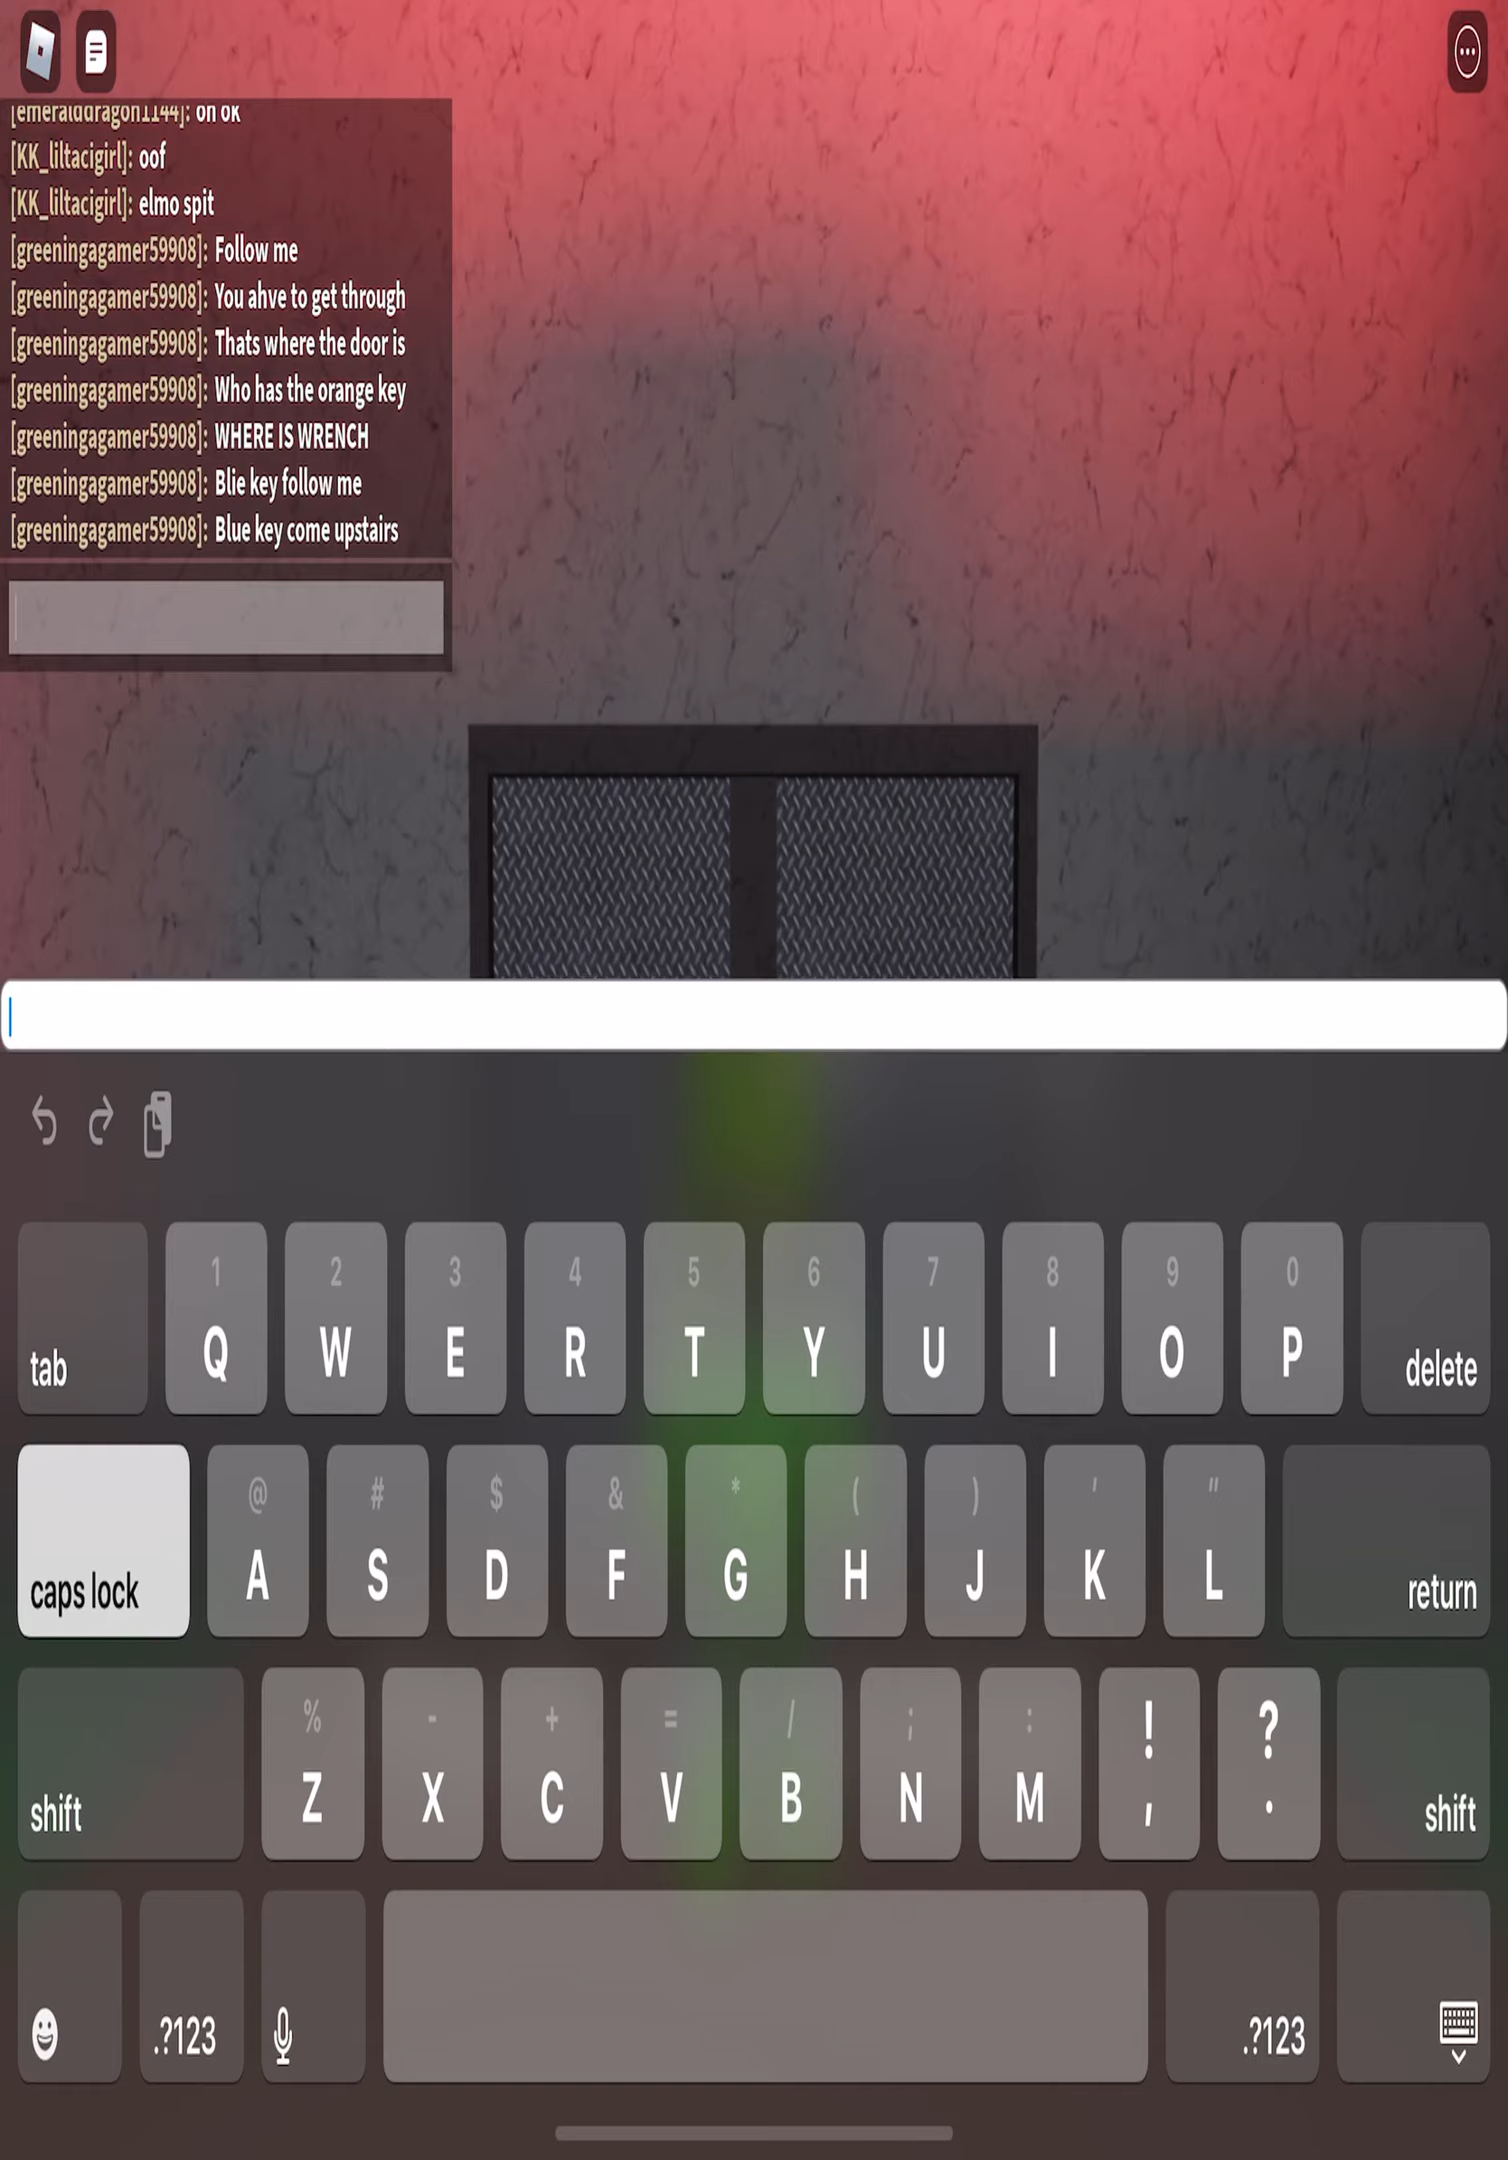 [emeralddragon1144]: on ok
[KK_liltacigirl]: oof
[KK_liltacigirl]: elmo spit
[greeningagamer59908]: Follow me
[greeningagamer59908]: You ahve to get through
[greeningagamer59908]: Thats where the door is
[greeningagamer59908]: Who has the orange key
[greeningagamer59908]: WHERE IS WRENCH
[greeningagamer59908]: Blie key follow me
[greeningagamer59908]: Blue key come upstairs
1 2 3 4 5 6 7 8 9 0
tab Q W E R T Y U I O P delete
@ # $ & * ( ) ' "
caps lock A S D F G H J K L return
% - + = / ; : ! ?
shift Z X C V B N M , . shift
.?123 .?123